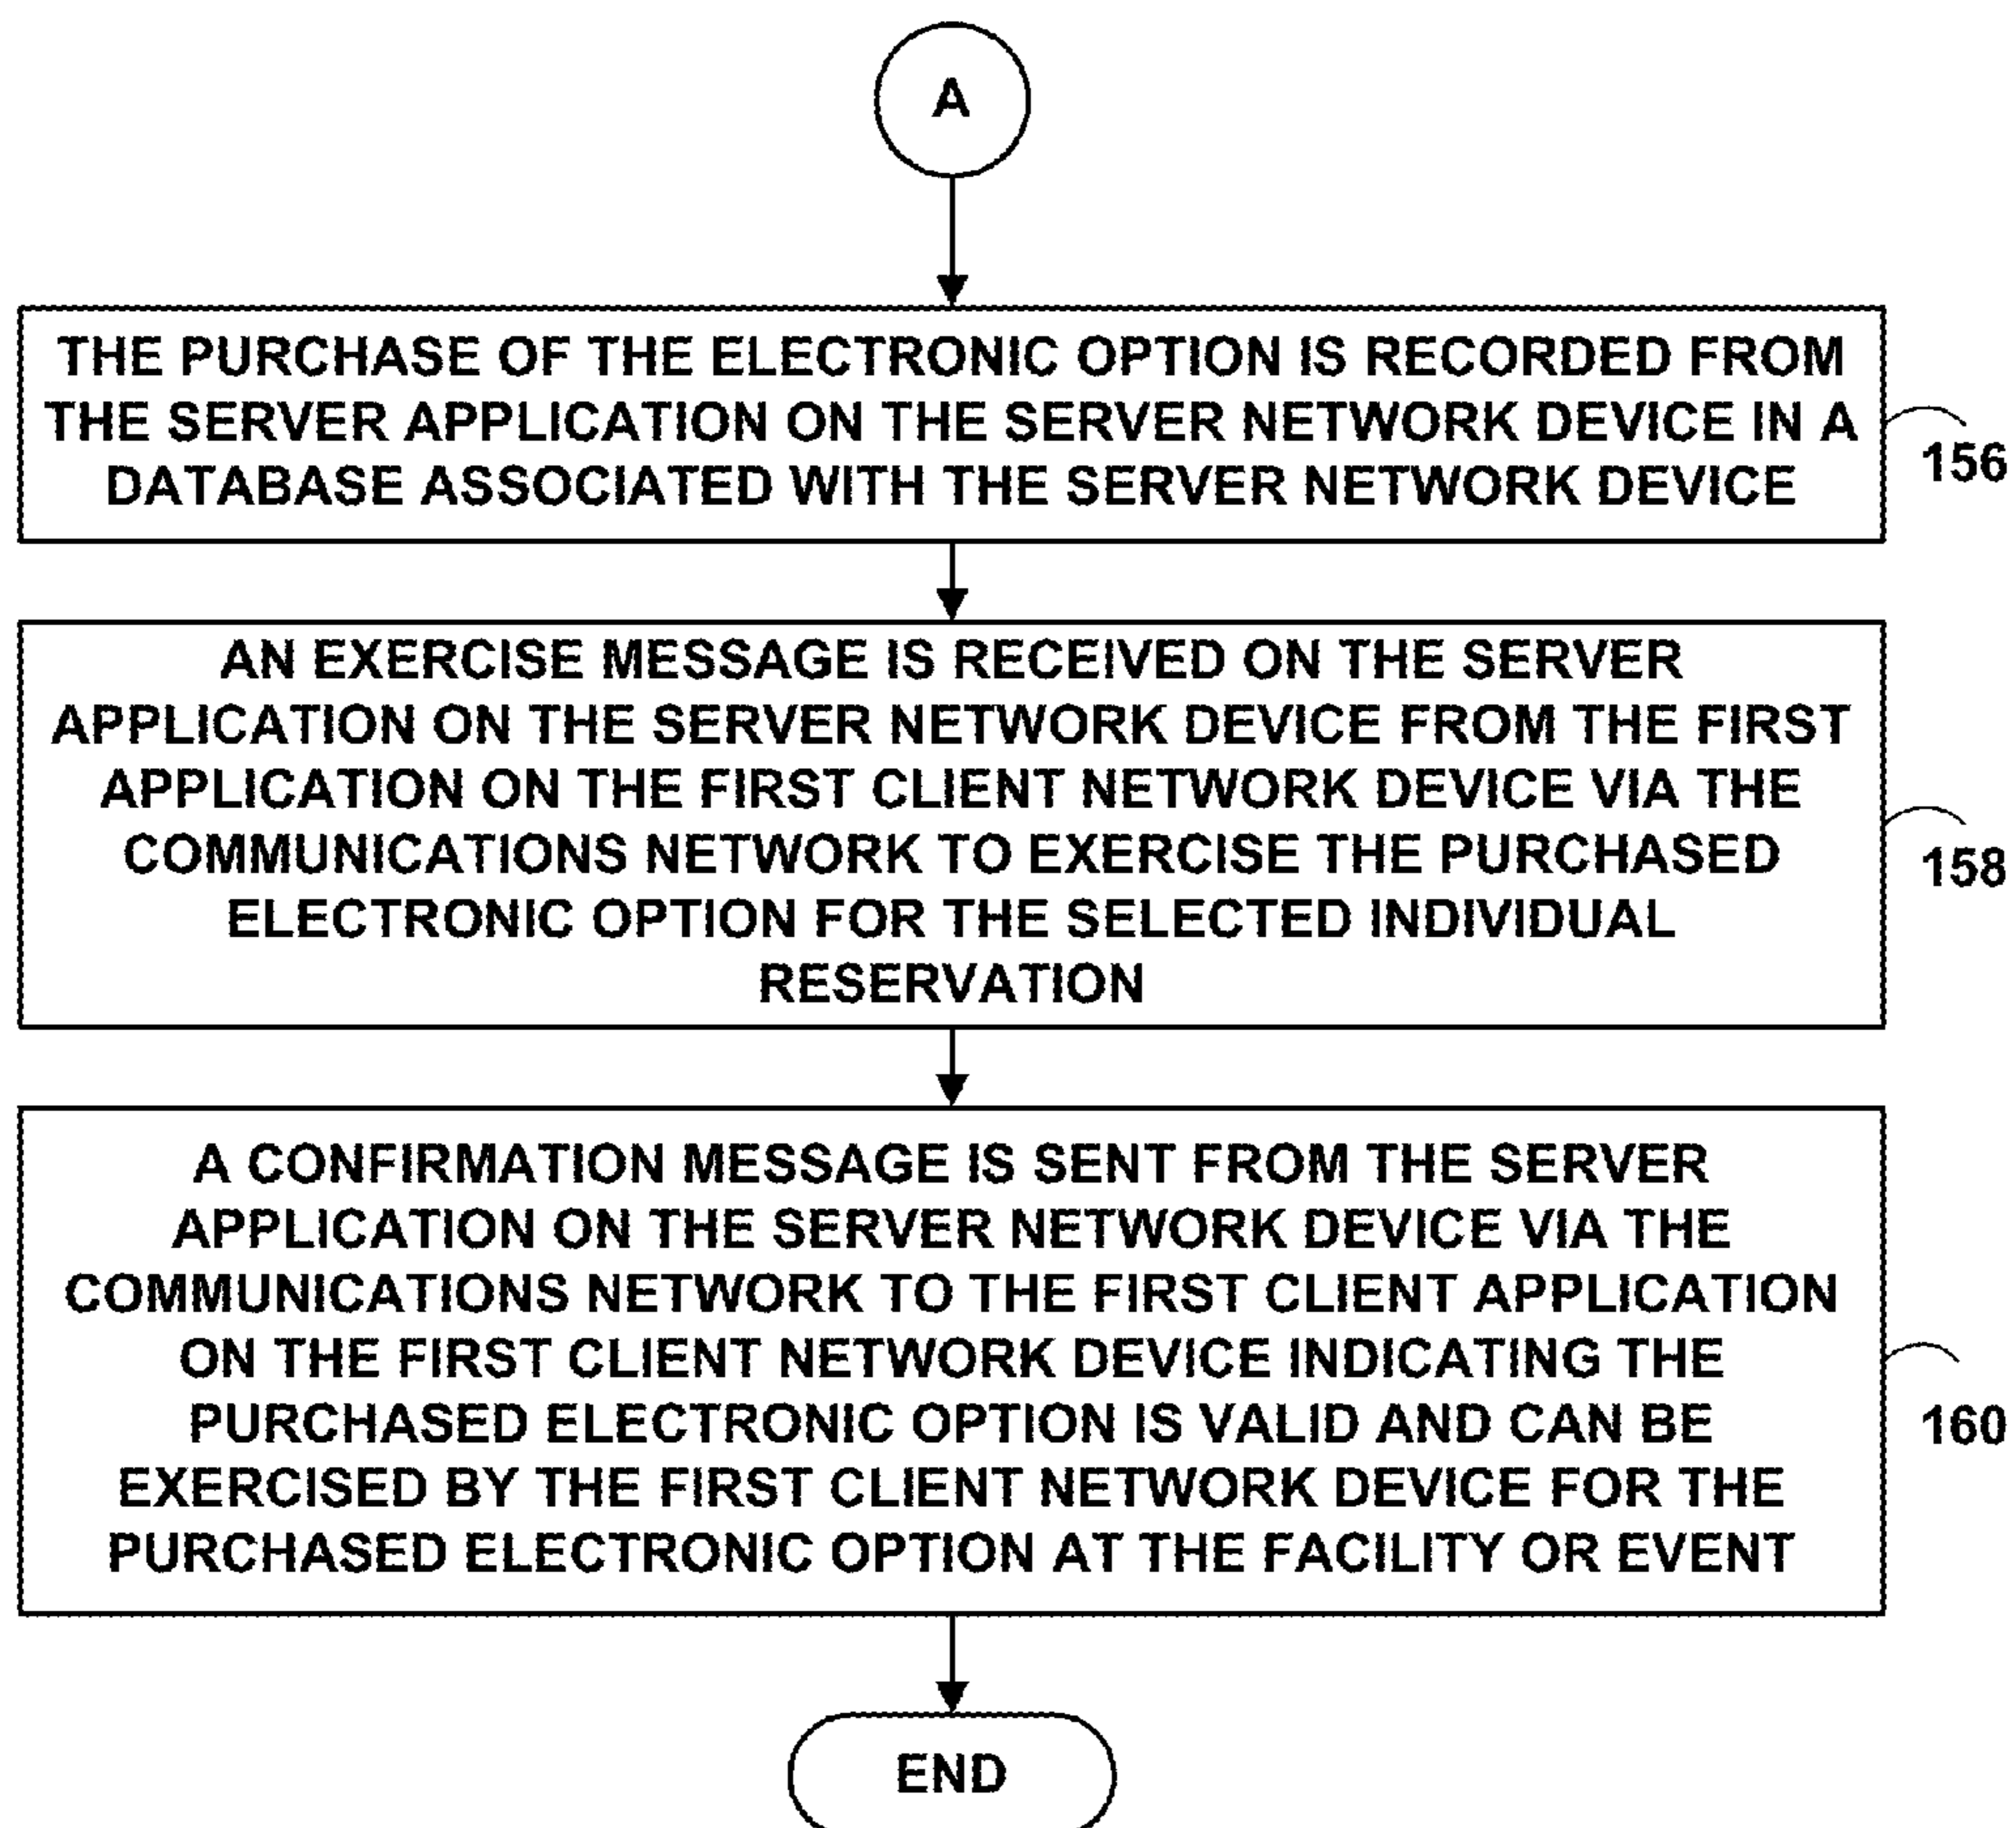 A
THE PURCHASE OF THE ELECTRONIC OPTION IS RECORDED FROM
THE SERVER APPLICATION ON THE SERVER NETWORK DEVICE IN A
DATABASE ASSOCIATED WITH THE SERVER NETWORK DEVICE
156
AN EXERCISE MESSAGE IS RECEIVED ON THE SERVER
APPLICATION ON THE SERVER NETWORK DEVICE FROM THE FIRST
APPLICATION ON THE FIRST CLIENT NETWORK DEVICE VIA THE
COMMUNICATIONS NETWORK TO EXERCISE THE PURCHASED
ELECTRONIC OPTION FOR THE SELECTED INDIVIDUAL
RESERVATION
158
A CONFIRMATION MESSAGE IS SENT FROM THE SERVER
APPLICATION ON THE SERVER NETWORK DEVICE VIA THE
COMMUNICATIONS NETWORK TO THE FIRST CLIENT APPLICATION
ON THE FIRST CLIENT NETWORK DEVICE INDICATING THE
PURCHASED ELECTRONIC OPTION IS VALID AND CAN BE
EXERCISED BY THE FIRST CLIENT NETWORK DEVICE FOR THE
PURCHASED ELECTRONIC OPTION AT THE FACILITY OR EVENT
160
END